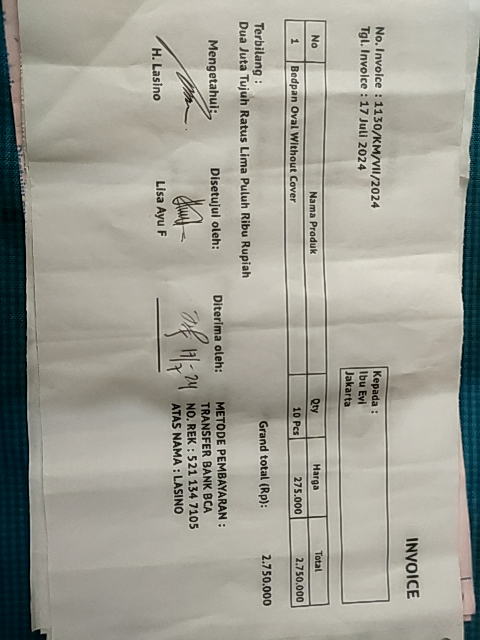 INVOICE
No. Invoice : 1130/KM/VII/2024
Tgl. Invoice : 17 Juli 2024
Kepada :
Ibu Evi
Jakarta
No Nama Produk Qty Harga Total
1 Bedpan Oval Without Cover 10 Pcs 275.000 2.750.000
Grand total (Rp): 2.750.000
Terbilang :
Dua Juta Tujuh Ratus Lima Puluh Ribu Rupiah
Mengetahui: Disetujui oleh: Diterima oleh:
17/7-24
H. Lasino Lisa Ayu F
METODE PEMBAYARAN :
TRANSFER BANK BCA
NO. REK : 521 134 7105
ATAS NAMA : LASINO